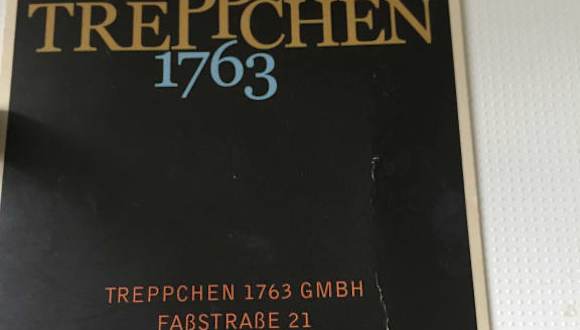 TREPPCHEN
1763
TREPPCHEN 1763 GMBH
FAßSTRAßE 21